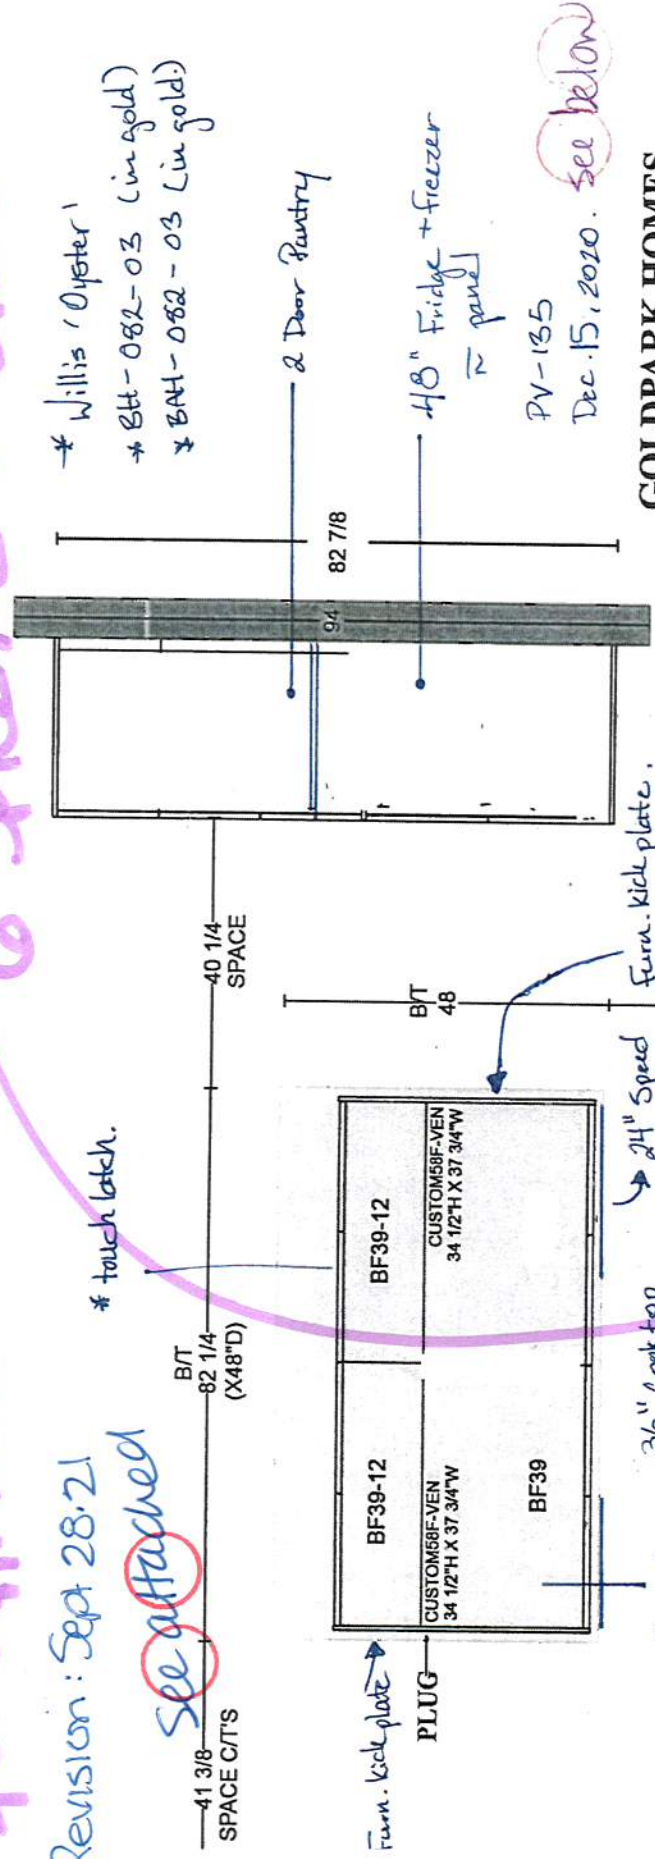 Revision: Sept 28.21
See attached
41 3/8
SPACE C/T'S
B/T
82 1/4
(X48"D)
40 1/4
SPACE
* touch latch.
* Willis 'Oyster'
* BH-082-03 (in gold)
* BAH-082-03 (in gold.)
2 Door Pantry
94
82 7/8
48" Fridge + freezer
panel
PV-135
Dec. 15, 2020. See below
GOLDPARK HOMES
Furn. kick plate
PLUG
BF39-12
BF39-12
CUSTOM58F-VEN
34 1/2"H X 37 3/4"W
CUSTOM58F-VEN
34 1/2"H X 37 3/4"W
BF39
B/T
48
Furn. kick plate.
24" Speed
36" Cook top